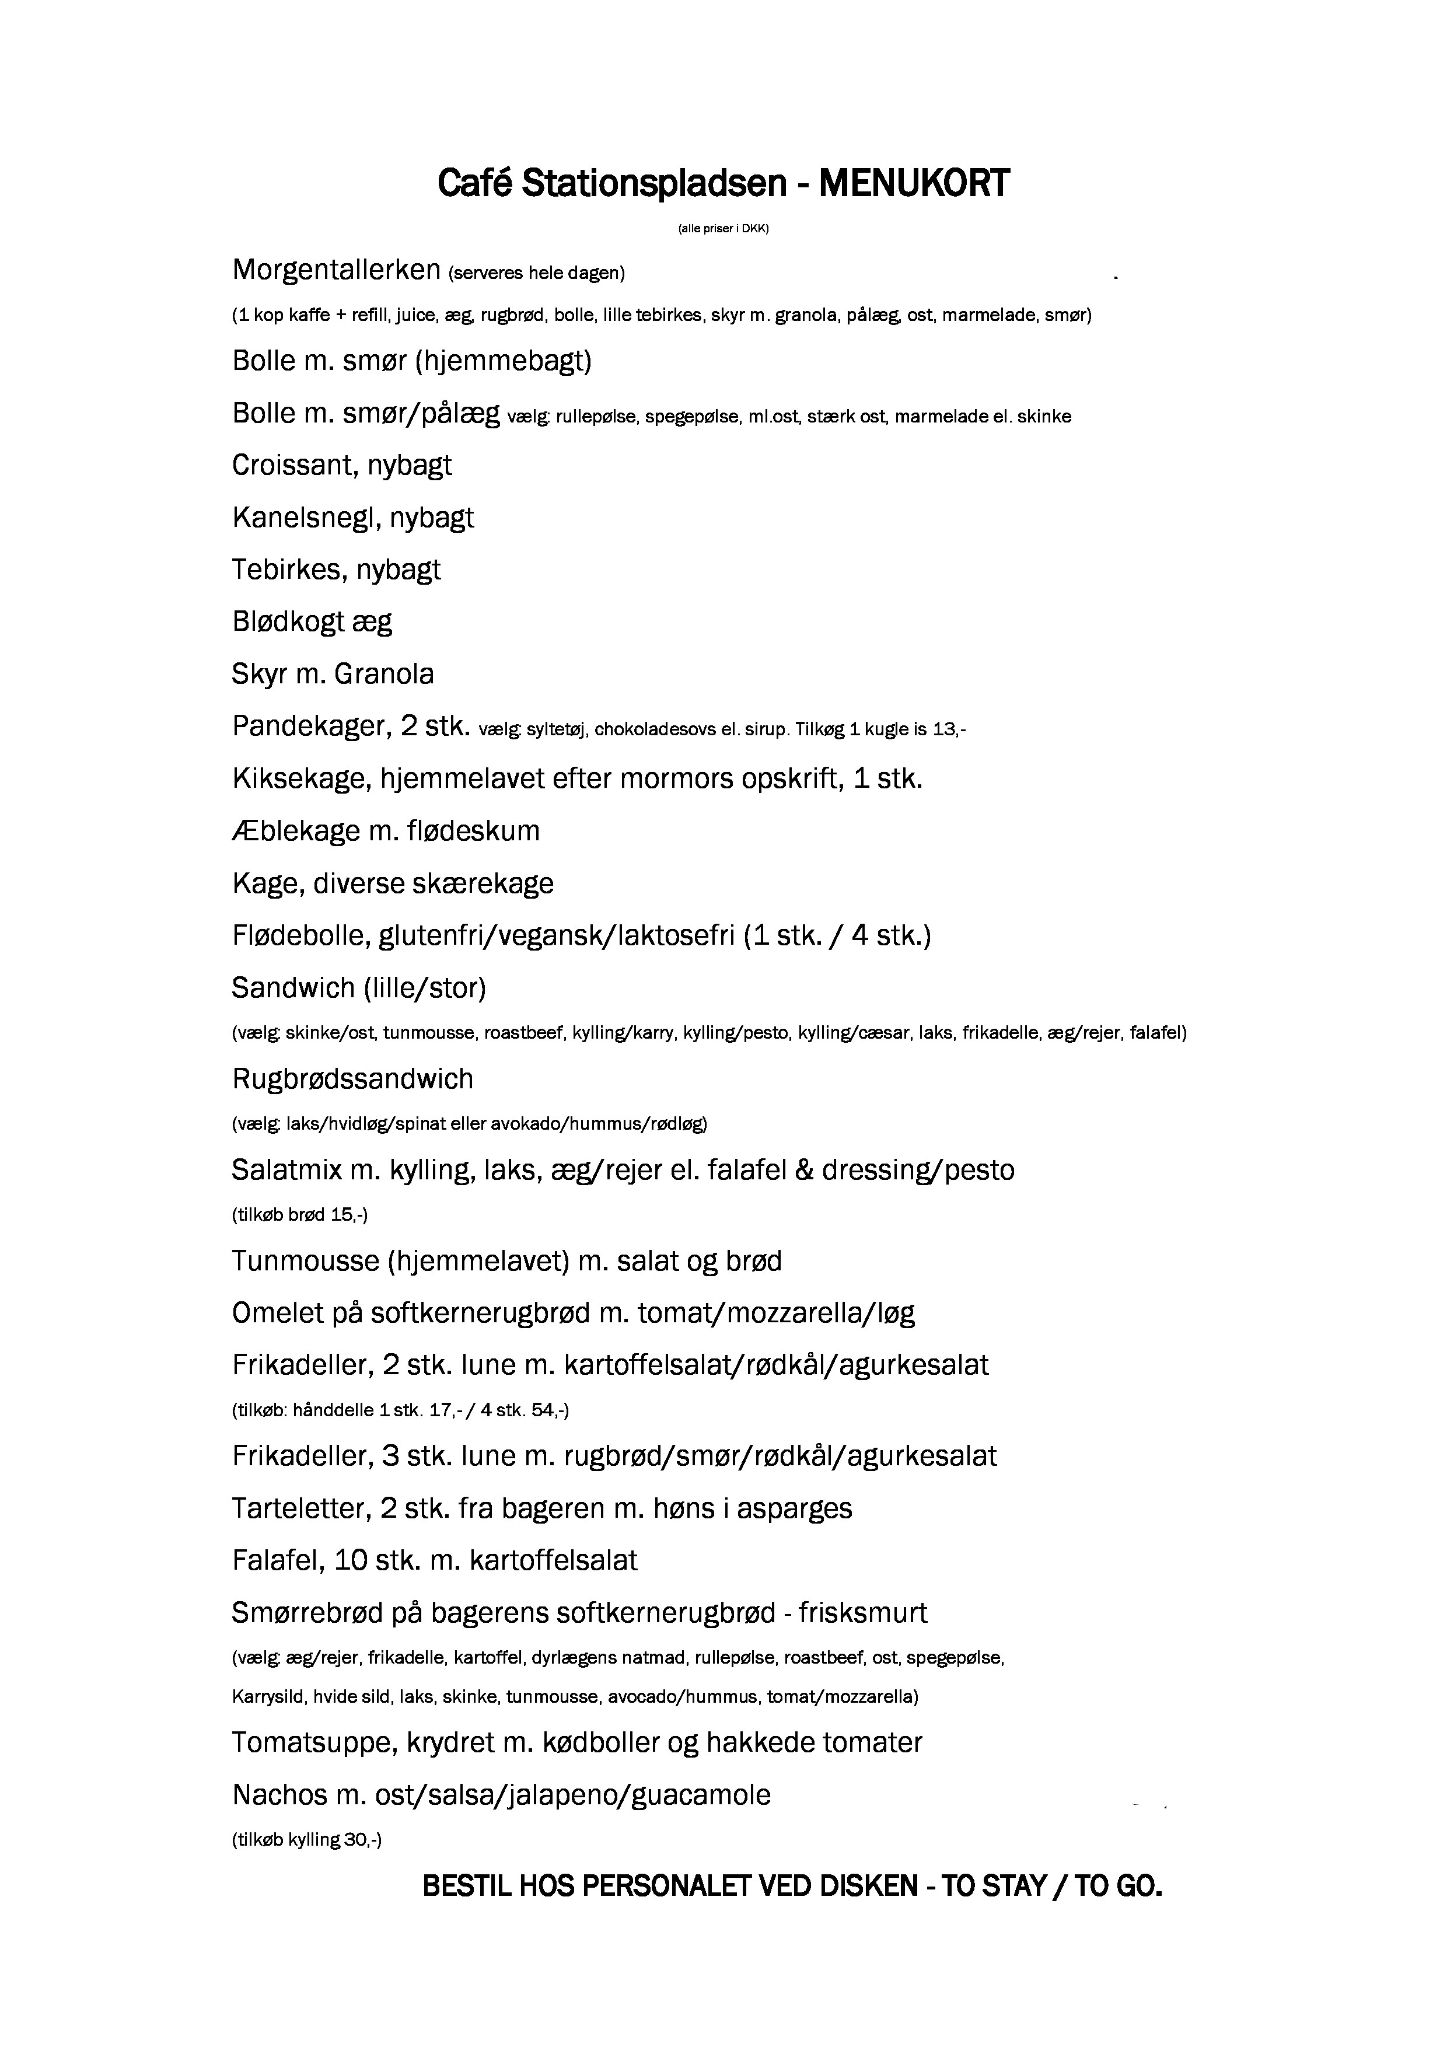 Café Stationspladsen - MENUKORT
(alle priser i DKK)
Morgentallerken (serveres hele dagen)
(1 kop kaffe + refill, juice, æg, rugbrød, bolle, lille tebirkes, skyr m. granola, pålæg, ost, marmelade, smør)
Bolle m. smør (hjemmebagt)
Bolle m. smør/pålæg vælg: rullepølse, spegepølse, ml.ost, stærk ost, marmelade el. skinke
Croissant, nybagt
Kanelsnegl, nybagt
Tebirkes, nybagt
Blødkogt æg
Skyr m. Granola
Pandekager, 2 stk. vælg: syltetøj, chokoladesovs el. sirup. Tilkøg 1 kugle is 13,-
Kiksekage, hjemmelavet efter mormors opskrift, 1 stk.
Æblekage m. flødeskum
Kage, diverse skærekage
Flødebolle, glutenfri/vegansk/laktosefri (1 stk. / 4 stk.)
Sandwich (lille/stor)
(vælg: skinke/ost, tunmousse, roastbeef, kylling/karry, kylling/pesto, kylling/cæsar, laks, frikadelle, æg/rejer, falafel)
Rugbrødssandwich
(vælg: laks/hvidløg/spinat eller avokado/hummus/rødløg)
Salatmix m. kylling, laks, æg/rejer el. falafel & dressing/pesto
(tilkøb brød 15,-)
Tunmousse (hjemmelavet) m. salat og brød
Omelet på softkernerugbrød m. tomat/mozzarella/løg
Frikadeller, 2 stk. lune m. kartoffelsalat/rødkål/agurkesalat
(tilkøb: hånddelle 1 stk. 17,- / 4 stk. 54,-)
Frikadeller, 3 stk. lune m. rugbrød/smør/rødkål/agurkesalat
Tarteletter, 2 stk. fra bageren m. høns i asparges
Falafel, 10 stk. m. kartoffelsalat
Smørrebrød på bagerens softkernerugbrød - frisksmurt
(vælg: æg/rejer, frikadelle, kartoffel, dyrlægens natmad, rullepølse, roastbeef, ost, spegepølse,
Karrysild, hvide sild, laks, skinke, tunmousse, avocado/hummus, tomat/mozzarella)
Tomatsuppe, krydret m. kødboller og hakkede tomater
Nachos m. ost/salsa/jalapeno/guacamole
(tilkøb kylling 30,-)
BESTIL HOS PERSONALET VED DISKEN - TO STAY / TO GO.